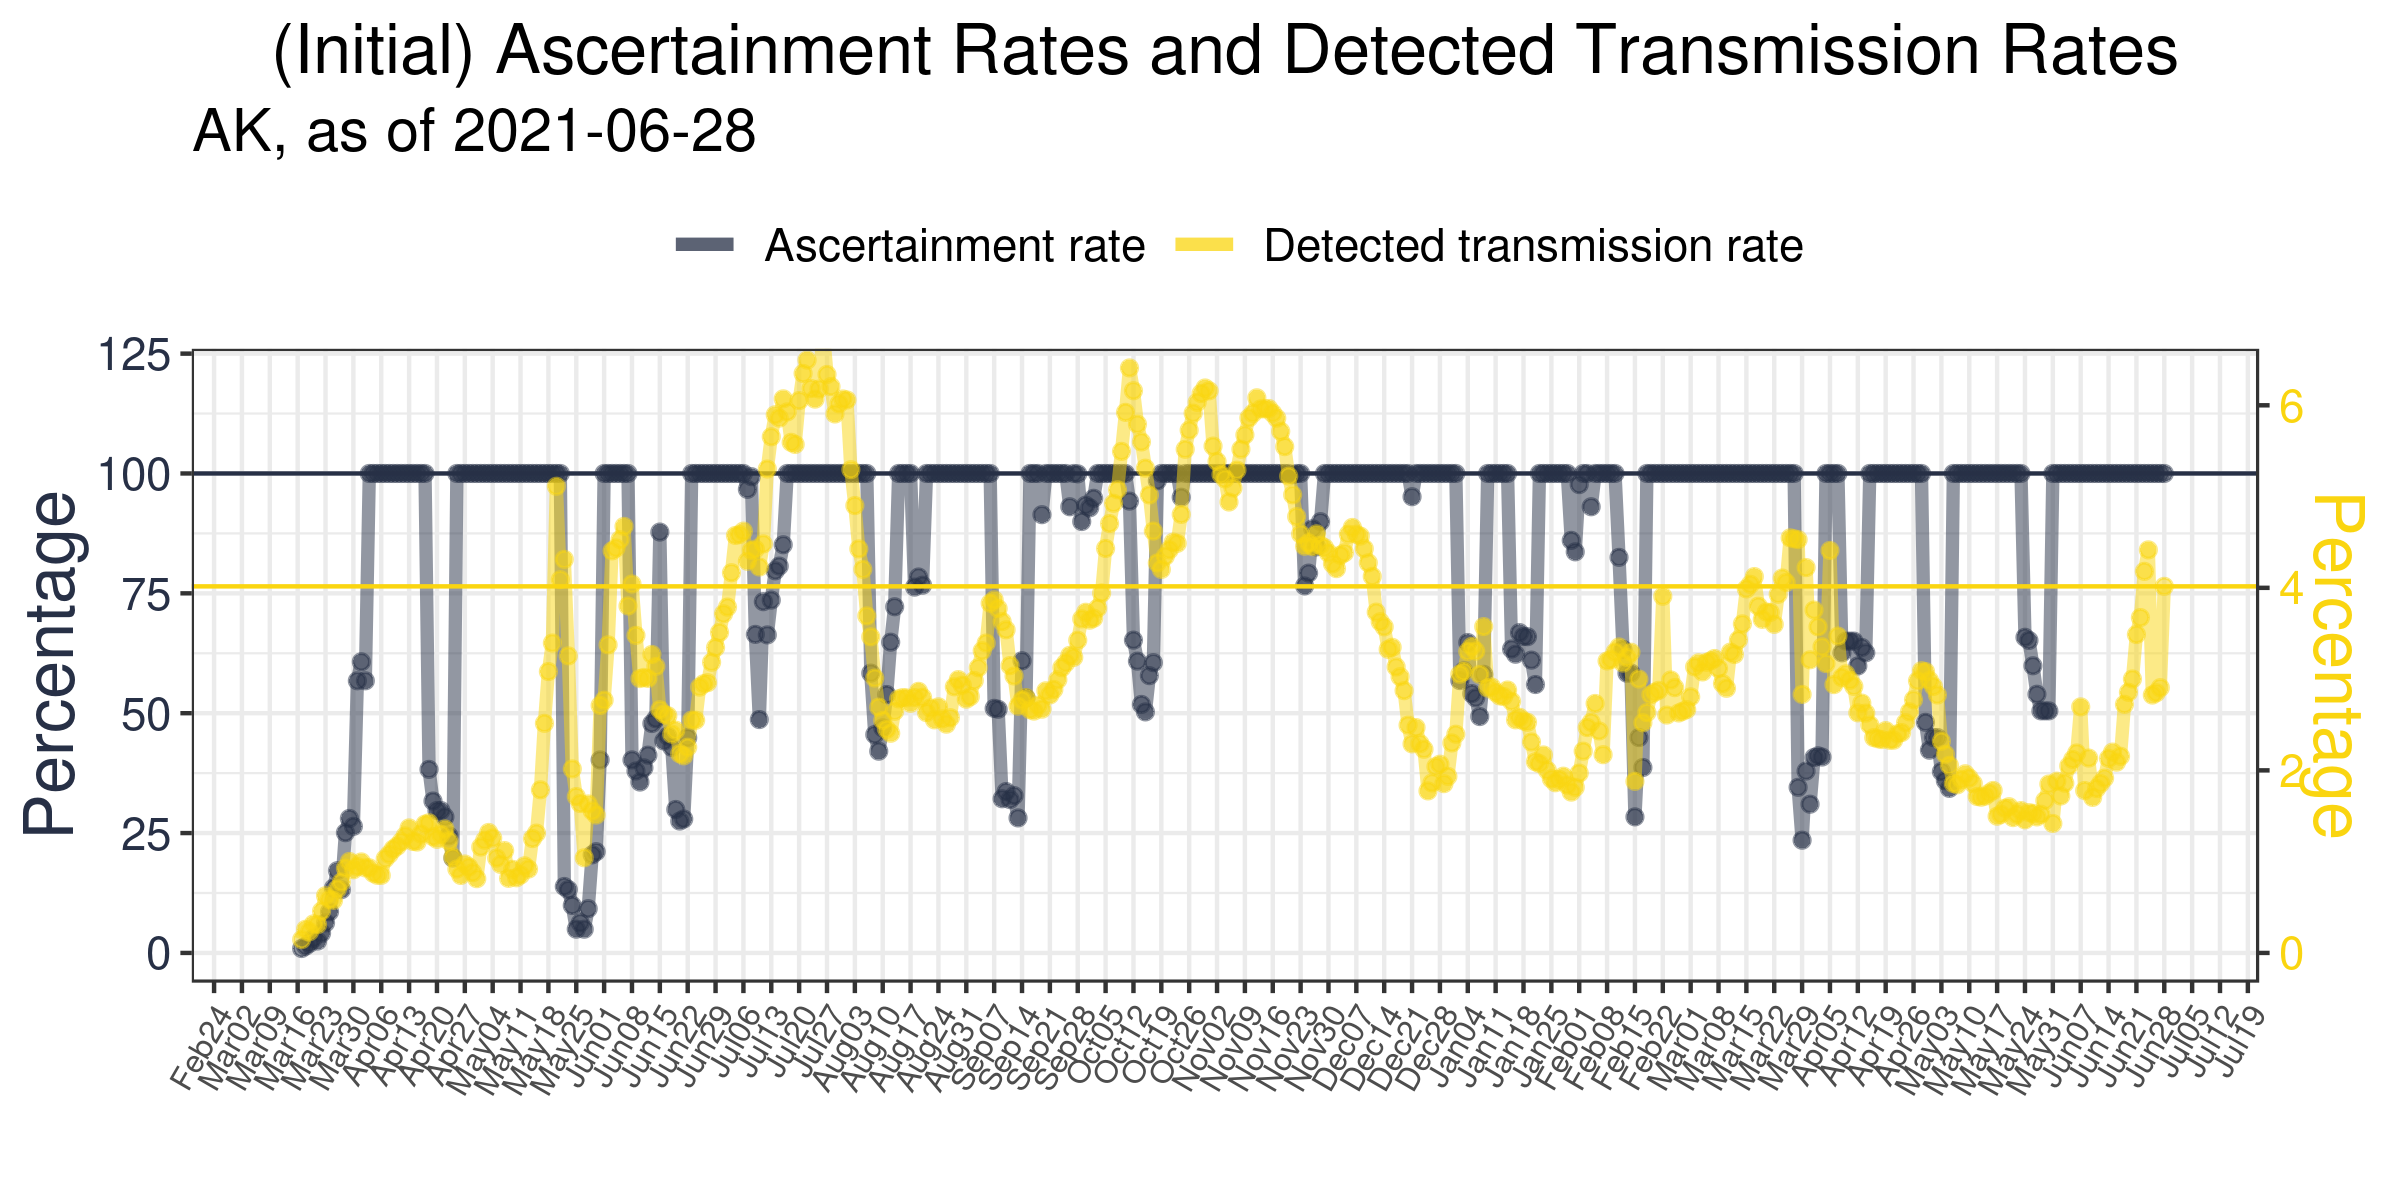 (Initial) Ascertainment Rates and Detected Transmission Rates
AK, as of 2021-06-28
Ascertainment rate
Detected transmission rate
Percentage
125
100
75
50
25
0
6
4
2
0
Percentage
Feb24
Mar02
Mar09
Mar16
Mar23
Mar30
Apr06
Apr13
Apr20
Apr27
May04
May11
May18
May25
Jun01
Jun08
Jun15
Jun22
Jun29
Jul06
Jul13
Jul20
Jul27
Aug03
Aug10
Aug17
Aug24
Aug31
Sep07
Sep14
Sep21
Sep28
Oct05
Oct12
Oct19
Oct26
Nov02
Nov09
Nov16
Nov23
Nov30
Dec07
Dec14
Dec21
Dec28
Jan04
Jan11
Jan18
Jan25
Feb01
Feb08
Feb15
Feb22
Mar01
Mar08
Mar15
Mar22
Mar29
Apr05
Apr12
Apr19
Apr26
May03
May10
May17
May24
May31
Jun07
Jun14
Jun21
Jun28
Jul05
Jul12
Jul19